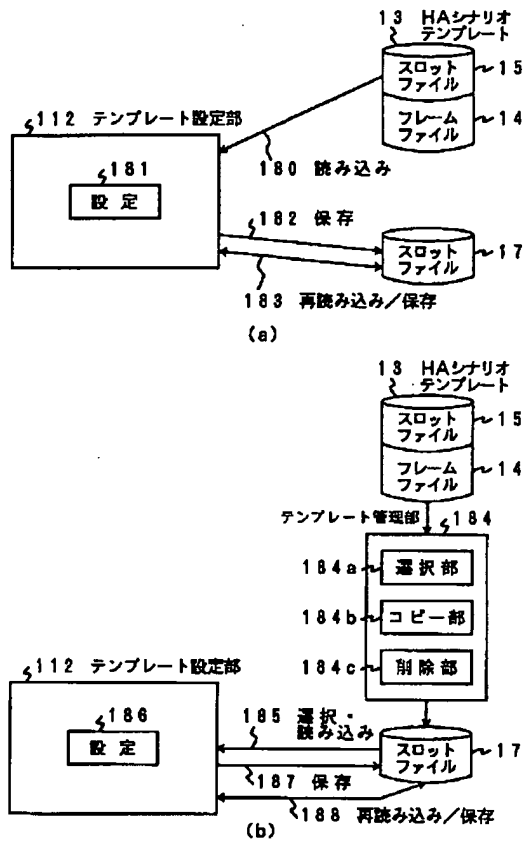 13 HAシナリオ
テンプレート
スロット
ファイル
15
フレーム
ファイル
14
112 テンプレート設定部
181
設定
180 読み込み
182 保存
スロット
ファイル
17
183 再読み込み/保存
(a)
13 HAシナリオ
テンプレート
スロット
ファイル
15
フレーム
ファイル
14
テンプレート管理部
184
184a
選択部
184b
コピー部
184c
削除部
112 テンプレート設定部
186
設定
185 選択・
読み込み
187 保存
スロット
ファイル
17
188 再読み込み/保存
(b)